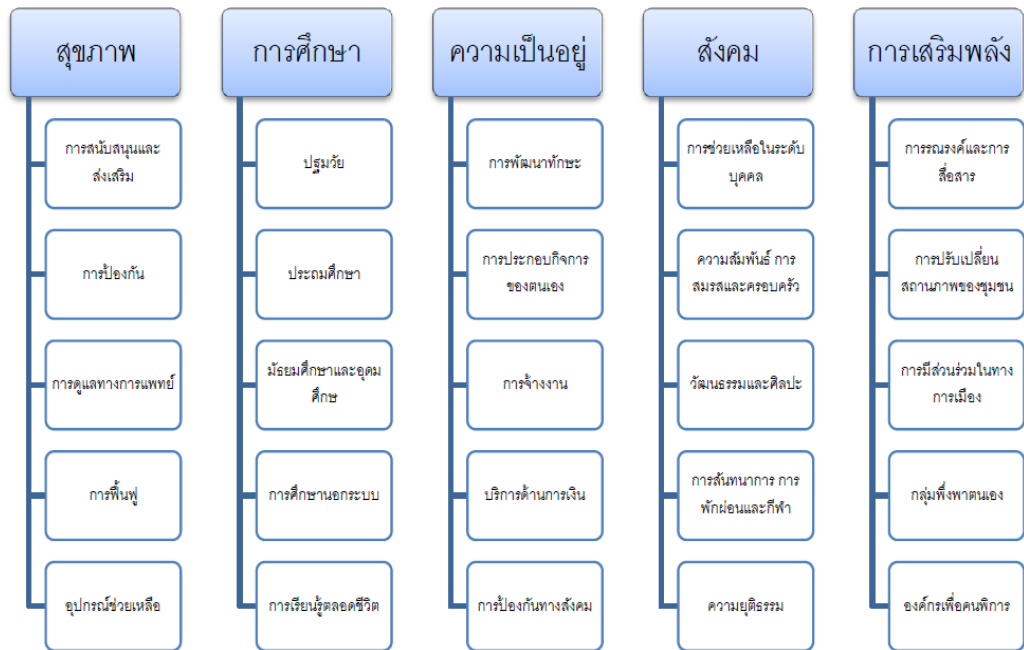 สุขภาพ
การสนับสนุนและ
ส่งเสริม
การป้องกัน
การดูแลทางการแพทย์
การฟื้นฟู
อุปกรณ์ช่วยเหลือ
การศึกษา
ปฐมวัย
ประถมศึกษา
มัธยมศึกษาและอุดม
ศึกษ
การศึกษานอกระบบ
การเรียนรู้ตลอดชีวิต
ความเป็นอยู่
การพัฒนาทักษะ
การประกอบกิจการ
ของตนเอง
การจ้างงาน
บริการด้านการเงิน
การป้องกันทางสังคม
สังคม
การช่วยเหลือในระดับ
บุคคล
ความสัมพันธ์ การ
สมรสและครอบครัว
วัฒนธรรมและศิลปะ
การสันทนาการ การ
พักผ่อนและกีฬา
ความยุติธรรม
การเสริมพลัง
การรณรงค์และการ
สื่อสาร
การปรับเปลี่ยน
สถานภาพของชุมชน
การมีส่วนร่วมในทาง
การเมือง
กลุ่มพึ่งพาตนเอง
องค์กรเพื่อคนพิการ